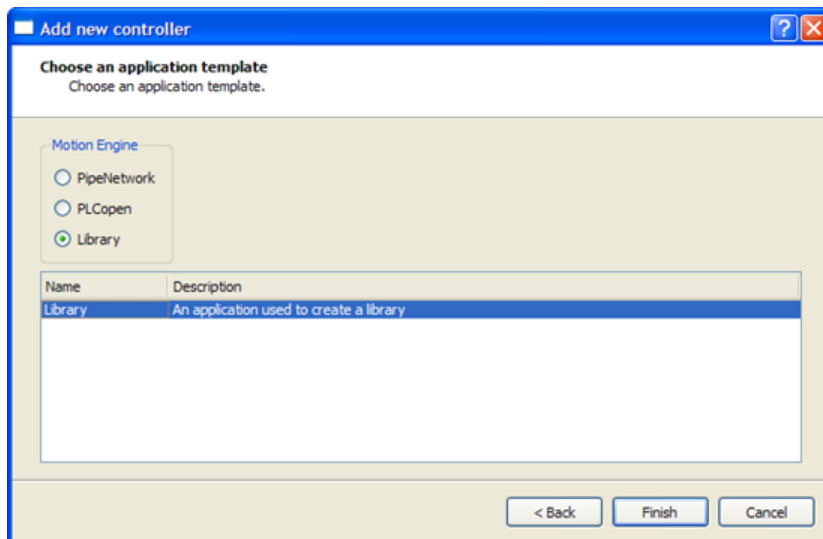 Add new controller
Choose an application template
Choose an application template.
Motion Engine
PipeNetwork
PLCopen
Library
Name Description
Library An application used to create a library
< Back Finish Cancel